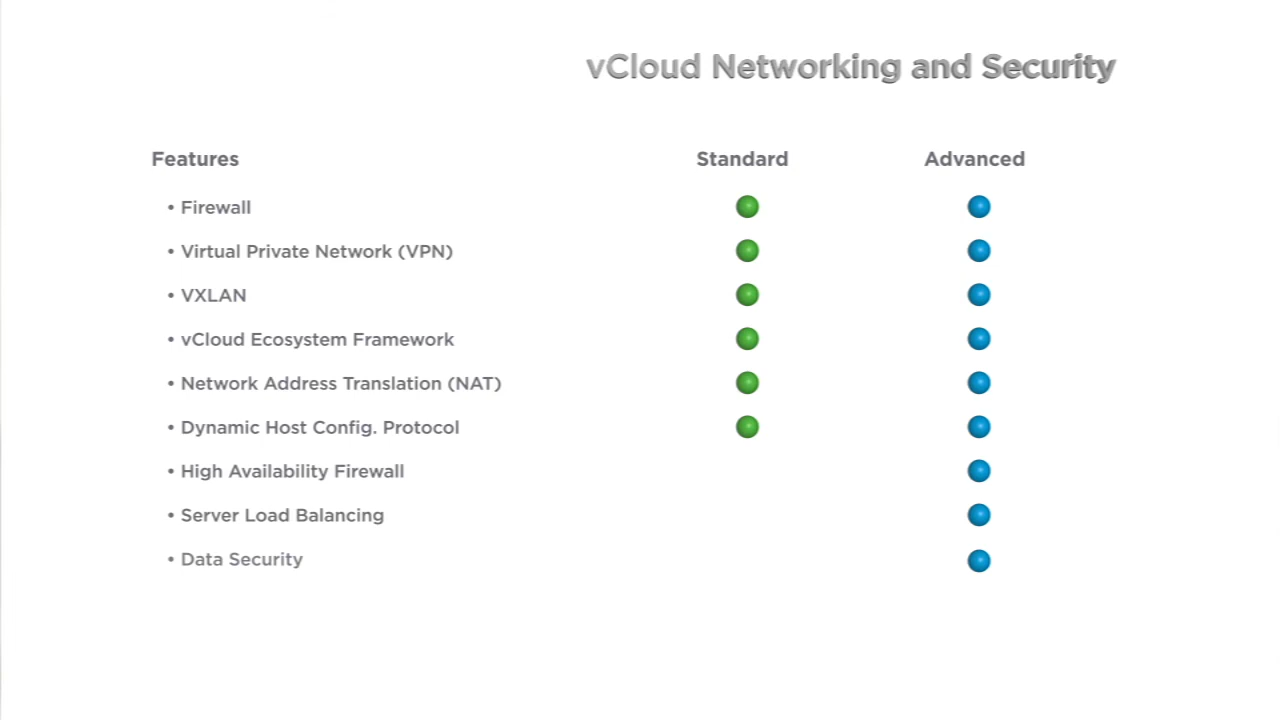 vCloud Networking and Security
Features Standard Advanced
• Firewall
• Virtual Private Network (VPN)
• VXLAN
• vCloud Ecosystem Framework
• Network Address Translation (NAT)
• Dynamic Host Config. Protocol
• High Availability Firewall
• Server Load Balancing
• Data Security